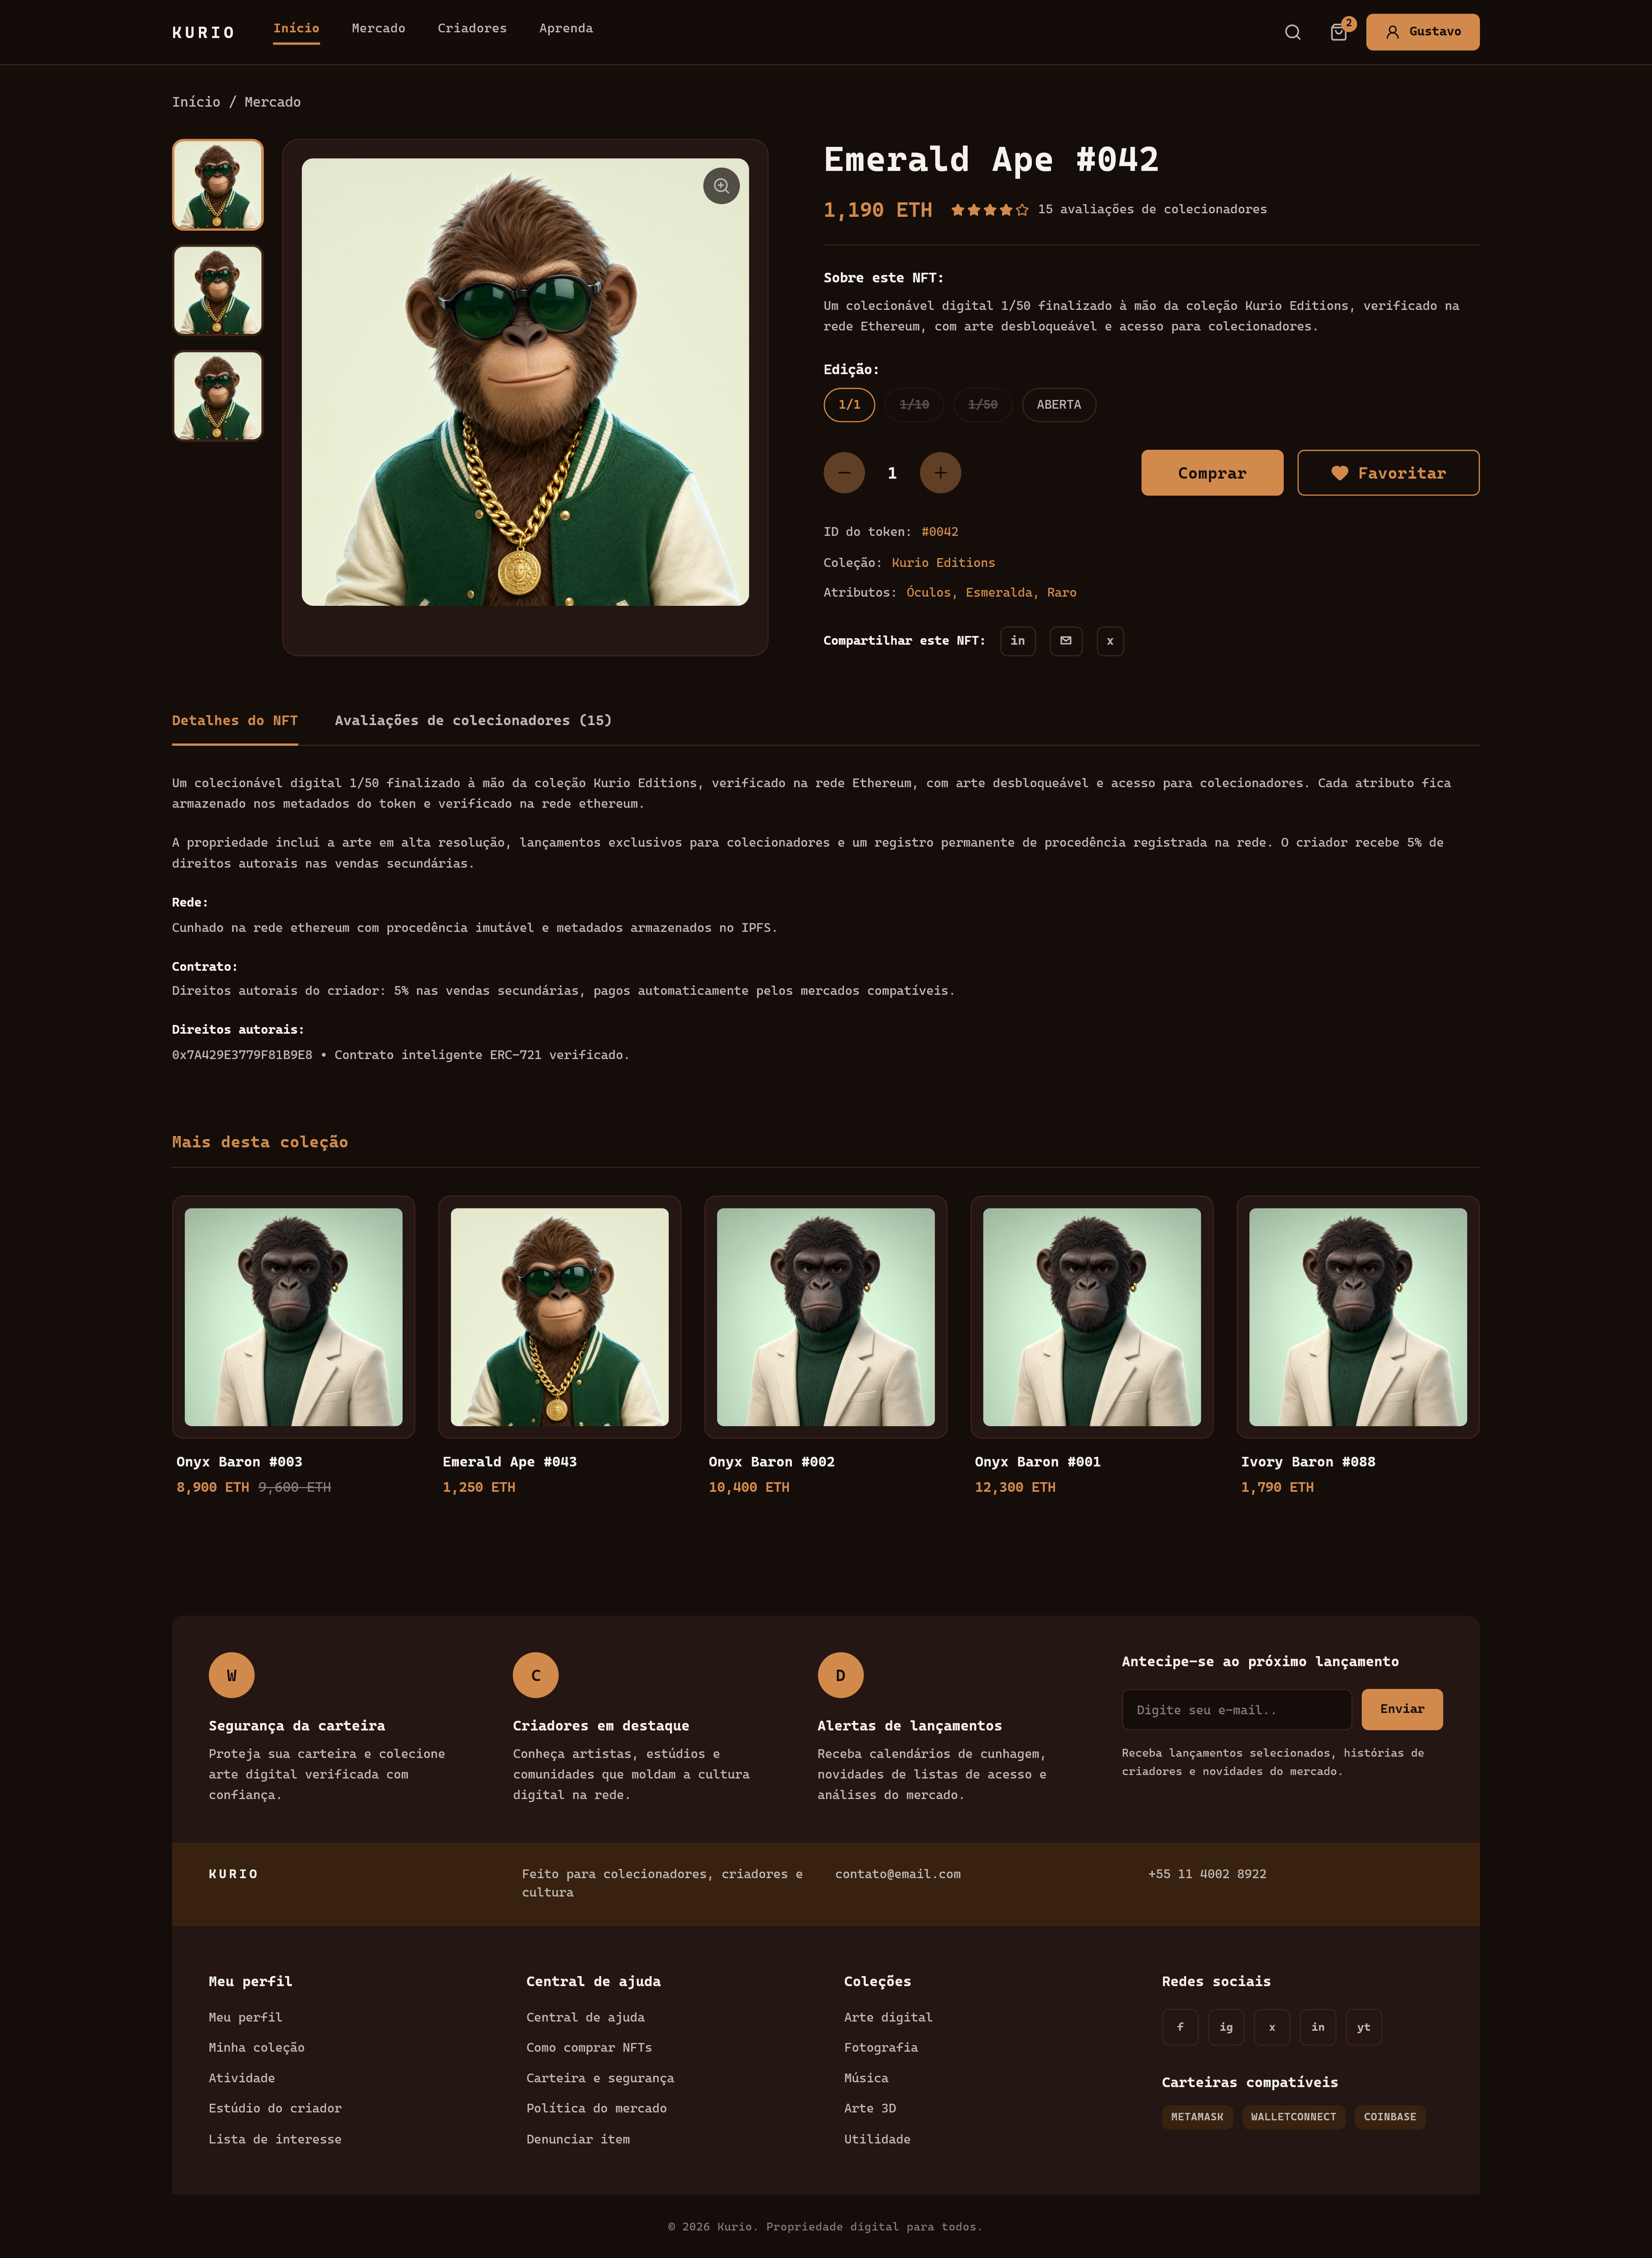 KURIO
Início
Mercado
Criadores
Aprenda
2
Gustavo
Início / Mercado
Emerald Ape #042
1,190 ETH
15 avaliações de colecionadores
Sobre este NFT:
Um colecionável digital 1/50 finalizado à mão da coleção Kurio Editions, verificado na
rede Ethereum, com arte desbloqueável e acesso para colecionadores.
Edição:
1/1
1/10
1/50
ABERTA
1
Comprar
Favoritar
ID do token: #0042
Coleção: Kurio Editions
Atributos: Óculos, Esmeralda, Raro
Compartilhar este NFT:
in
x
Detalhes do NFT
Avaliações de colecionadores (15)
Um colecionável digital 1/50 finalizado à mão da coleção Kurio Editions, verificado na rede Ethereum, com arte desbloqueável e acesso para colecionadores. Cada atributo fica
armazenado nos metadados do token e verificado na rede ethereum.
A propriedade inclui a arte em alta resolução, lançamentos exclusivos para colecionadores e um registro permanente de procedência registrada na rede. O criador recebe 5% de
direitos autorais nas vendas secundárias.
Rede:
Cunhado na rede ethereum com procedência imutável e metadados armazenados no IPFS.
Contrato:
Direitos autorais do criador: 5% nas vendas secundárias, pagos automaticamente pelos mercados compatíveis.
Direitos autorais:
0x7A429E3779F81B9E8 • Contrato inteligente ERC-721 verificado.
Mais desta coleção
Onyx Baron #003
8,900 ETH 9,600 ETH
Emerald Ape #043
1,250 ETH
Onyx Baron #002
10,400 ETH
Onyx Baron #001
12,300 ETH
Ivory Baron #088
1,790 ETH
W
Segurança da carteira
Proteja sua carteira e colecione
arte digital verificada com
confiança.
C
Criadores em destaque
Conheça artistas, estúdios e
comunidades que moldam a cultura
digital na rede.
D
Alertas de lançamentos
Receba calendários de cunhagem,
novidades de listas de acesso e
análises do mercado.
Antecipe-se ao próximo lançamento
Digite seu e-mail..
Enviar
Receba lançamentos selecionados, histórias de
criadores e novidades do mercado.
KURIO
Feito para colecionadores, criadores e
cultura
contato@email.com
+55 11 4002 8922
Meu perfil
Meu perfil
Minha coleção
Atividade
Estúdio do criador
Lista de interesse
Central de ajuda
Central de ajuda
Como comprar NFTs
Carteira e segurança
Política do mercado
Denunciar item
Coleções
Arte digital
Fotografia
Música
Arte 3D
Utilidade
Redes sociais
f
ig
x
in
yt
Carteiras compatíveis
METAMASK
WALLETCONNECT
COINBASE
© 2026 Kurio. Propriedade digital para todos.